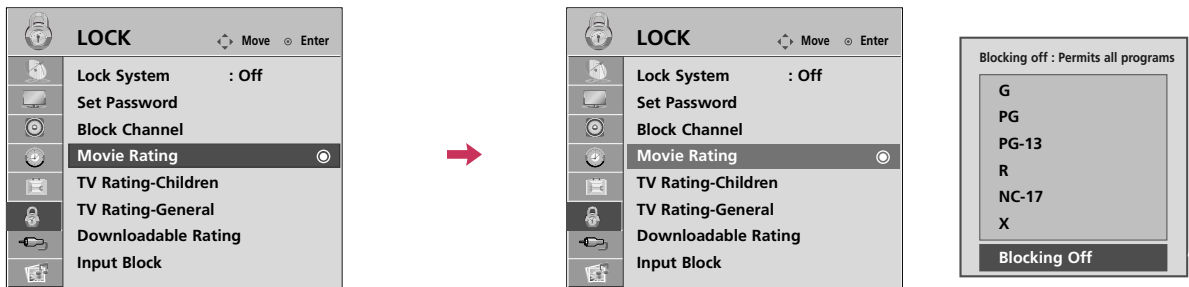 LOCK
Move Enter
Lock System : Off
Set Password
Block Channel
Movie Rating
TV Rating-Children
TV Rating-General
Downloadable Rating
Input Block
LOCK
Move Enter
Lock System : Off
Set Password
Block Channel
Movie Rating
TV Rating-Children
TV Rating-General
Downloadable Rating
Input Block
Blocking off : Permits all programs
G
PG
PG-13
R
NC-17
X
Blocking Off